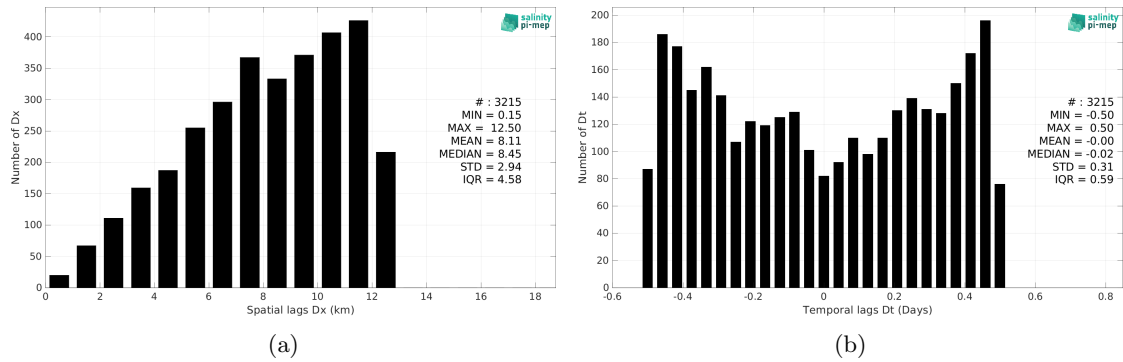 salinity
pi-mep
400
350
300
250
200
150
100
50
0
Number of Dx
# : 3215
MIN = 0.15
MAX = 12.50
MEAN = 8.11
MEDIAN = 8.45
STD = 2.94
IQR = 4.58
0 2 4 6 8 10 12 14 16 18
Spatial lags Dx (km)
(a)
salinity
pi-mep
200
180
160
140
120
100
80
60
40
20
0
Number of Dt
# : 3215
MIN = -0.50
MAX = 0.50
MEAN = -0.00
MEDIAN = -0.02
STD = 0.31
IQR = 0.59
-0.6 -0.4 -0.2 0 0.2 0.4 0.6 0.8
Temporal lags Dt (Days)
(b)